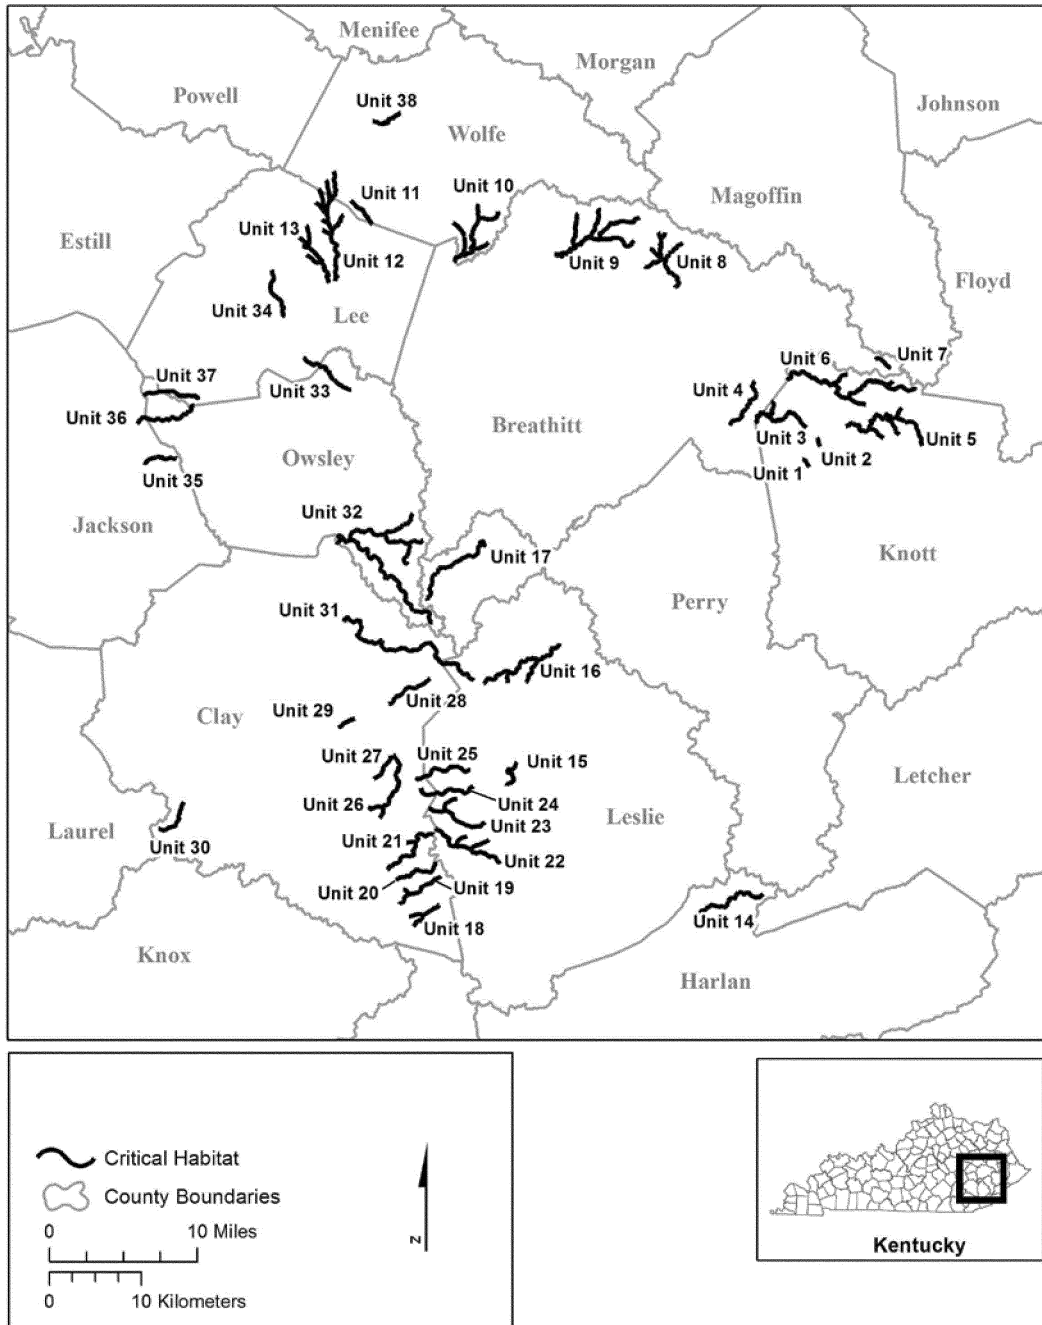 Menifee
Morgan
Powell
Unit 38
Johnson
Wolfe
Unit 11
Unit 10
Magoffin
Unit 13
Estill
Unit 12
Unit 9
Unit 8
Floyd
Unit 34
Lee
Unit 7
Unit 6
Unit 37
Unit 33
Unit 4
Unit 36
Breathitt
Unit 3
Unit 5
Owsley
Unit 2
Unit 35
Unit 1
Unit 32
Jackson
Unit 17
Knott
Perry
Unit 31
Unit 16
Unit 28
Unit 29
Clay
Unit 27
Unit 25
Unit 15
Letcher
Unit 26
Unit 24
Leslie
Laurel
Unit 23
Unit 21
Unit 30
Unit 22
Unit 20
Unit 19
Unit 14
Unit 18
Knox
Harlan
Critical Habitat
County Boundaries
0 10 Miles
0 10 Kilometers
N
Kentucky